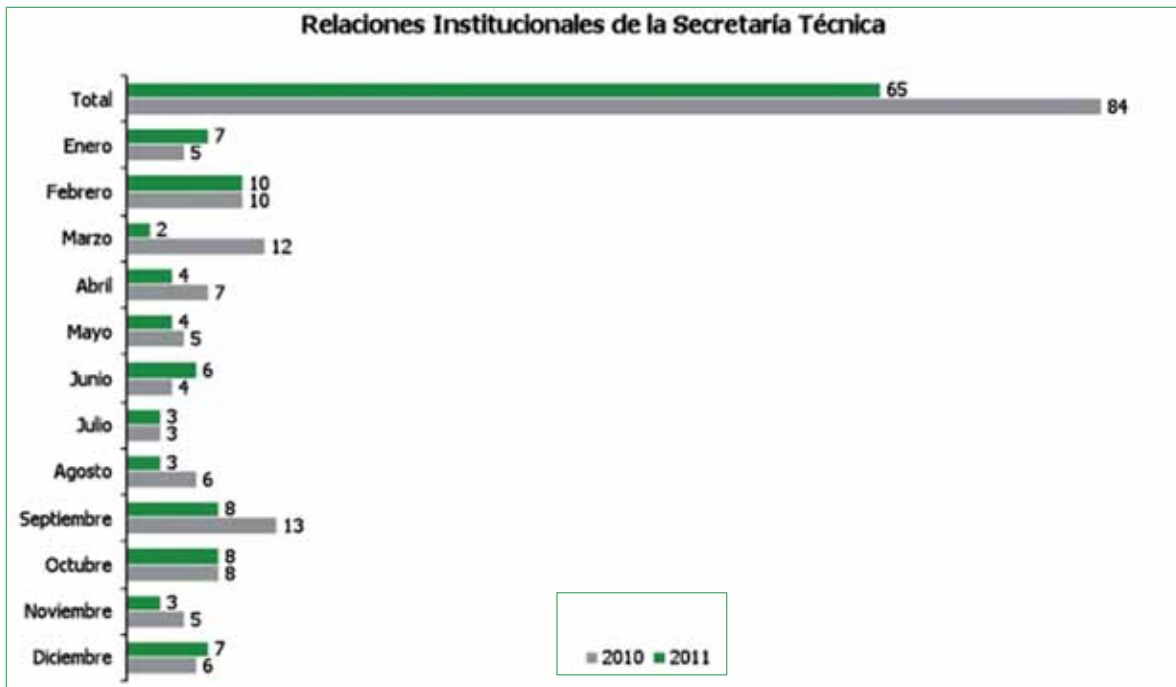 Relaciones Institucionales de la Secretaría Técnica
Total
65
84
Enero
7
5
Febrero
10
10
Marzo
2
12
Abril
4
7
Mayo
4
5
Junio
6
4
Julio
3
3
Agosto
3
6
Septiembre
8
13
Octubre
8
8
Noviembre
3
5
Diciembre
7
6
2010 2011